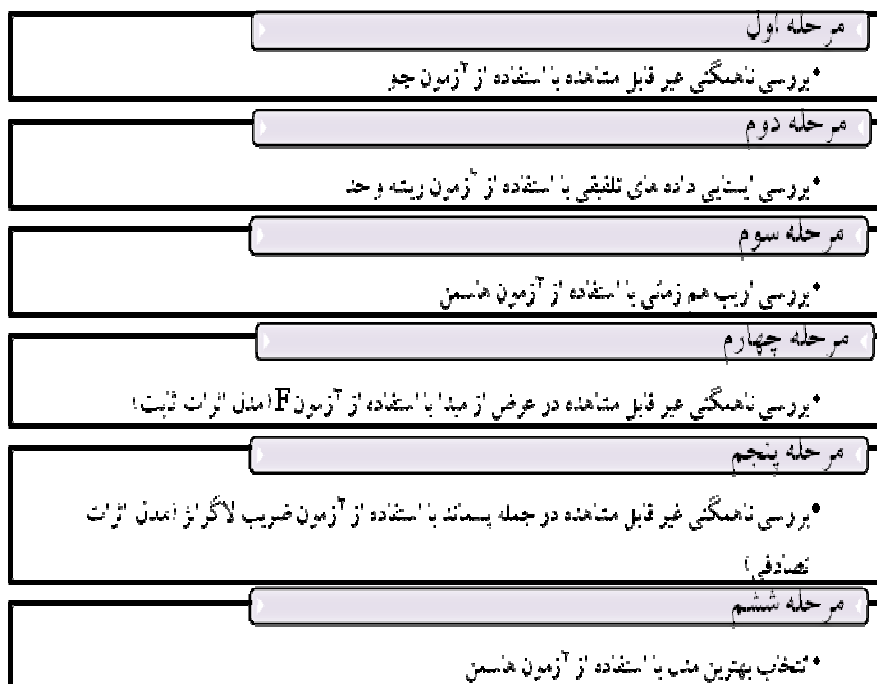 مرحله اول
•بررسی ناهمگنی غیر قابل مشاهده با استفاده از آزمون چو
مرحله دوم
•بررسی ایستایی داده های تلفیقی با استفاده از آزمون ریشه واحد
مرحله سوم
•بررسی اریب هم زمانی با استفاده از آزمون هاسمن
مرحله چهارم
•بررسی ناهمگنی غیر قابل مشاهده در عرض از مبدا با استفاده از آزمون F(مدل اثرات ثابت)
مرحله پنجم
•بررسی ناهمگنی غیر قابل مشاهده در جمله پسماند با استفاده از آزمون ضریب لاگرانژ (مدل اثرات
تصادفی)
مرحله ششم
•انتخاب بهترین مدل با استفاده از آزمون هاسمن